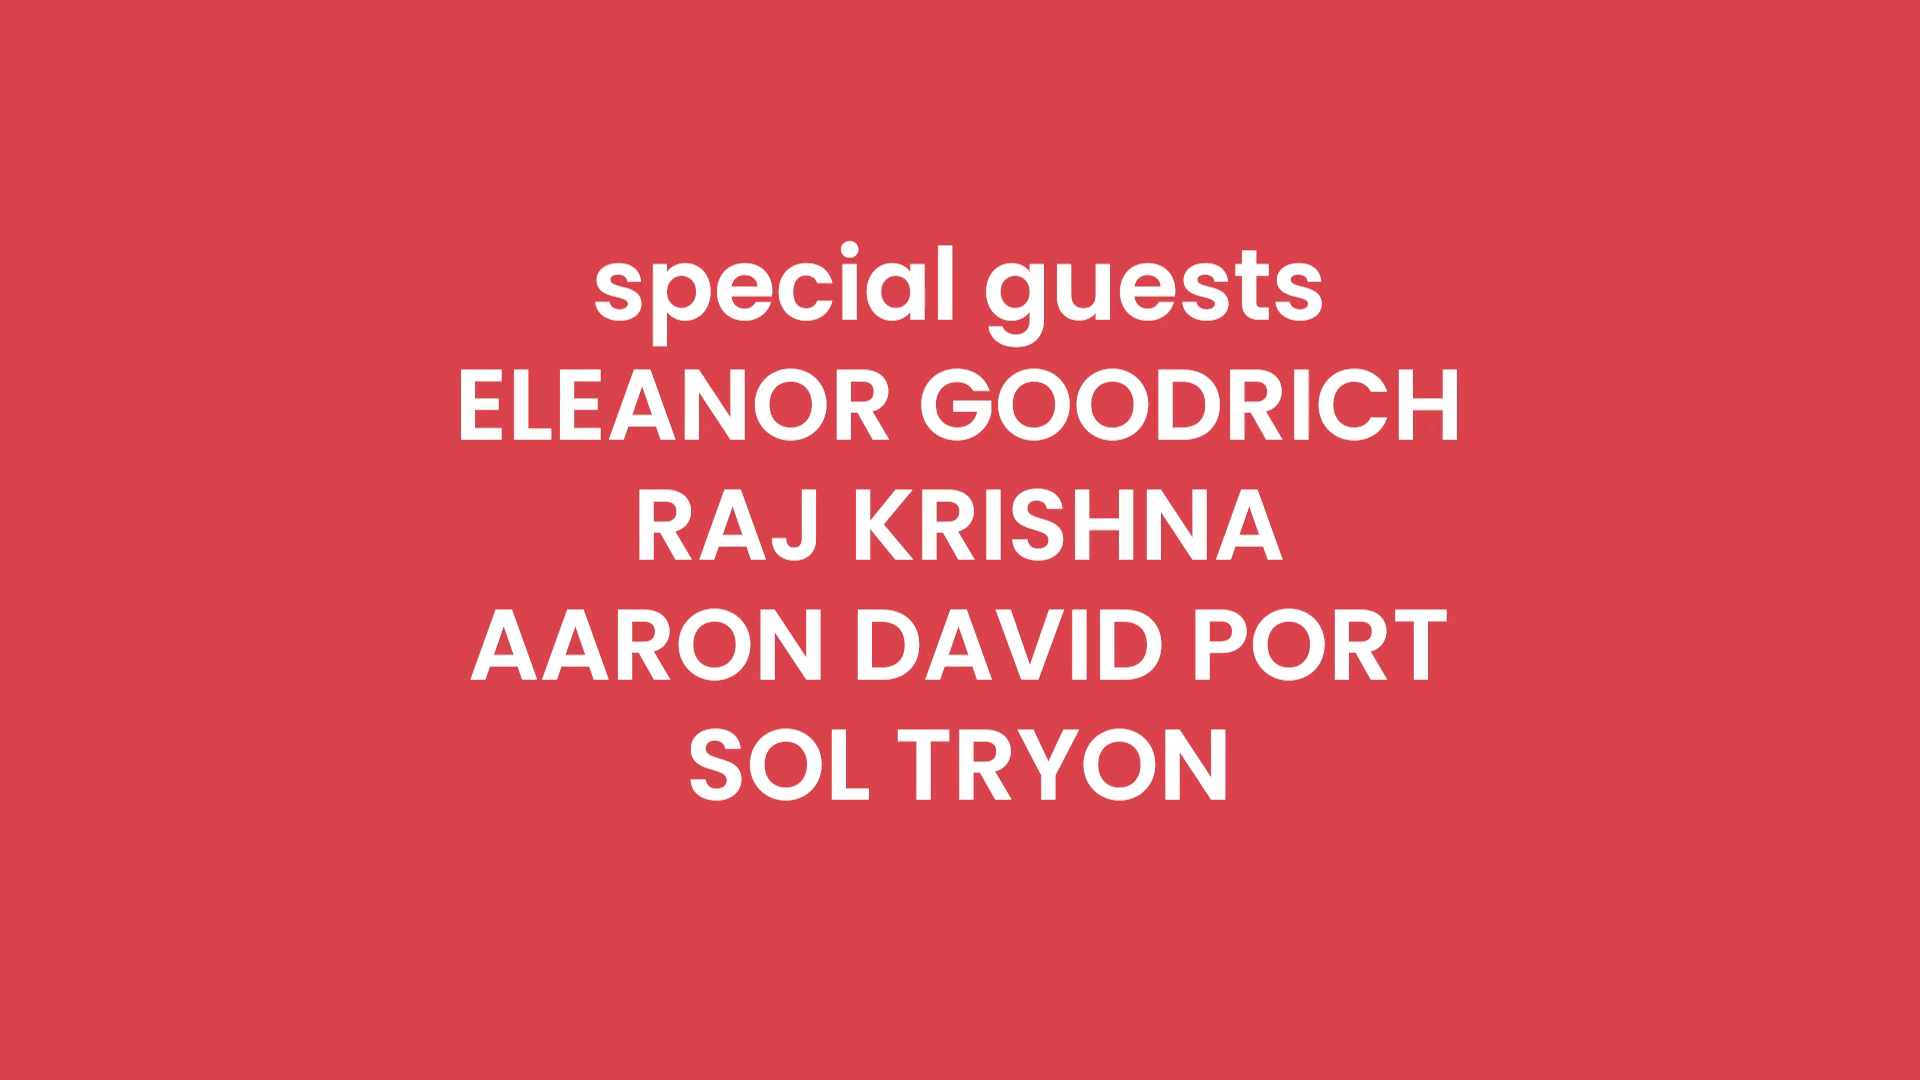 special guests
ELEANOR GOODRICH
RAJ KRISHNA
AARON DAVID PORT
SOL TRYON